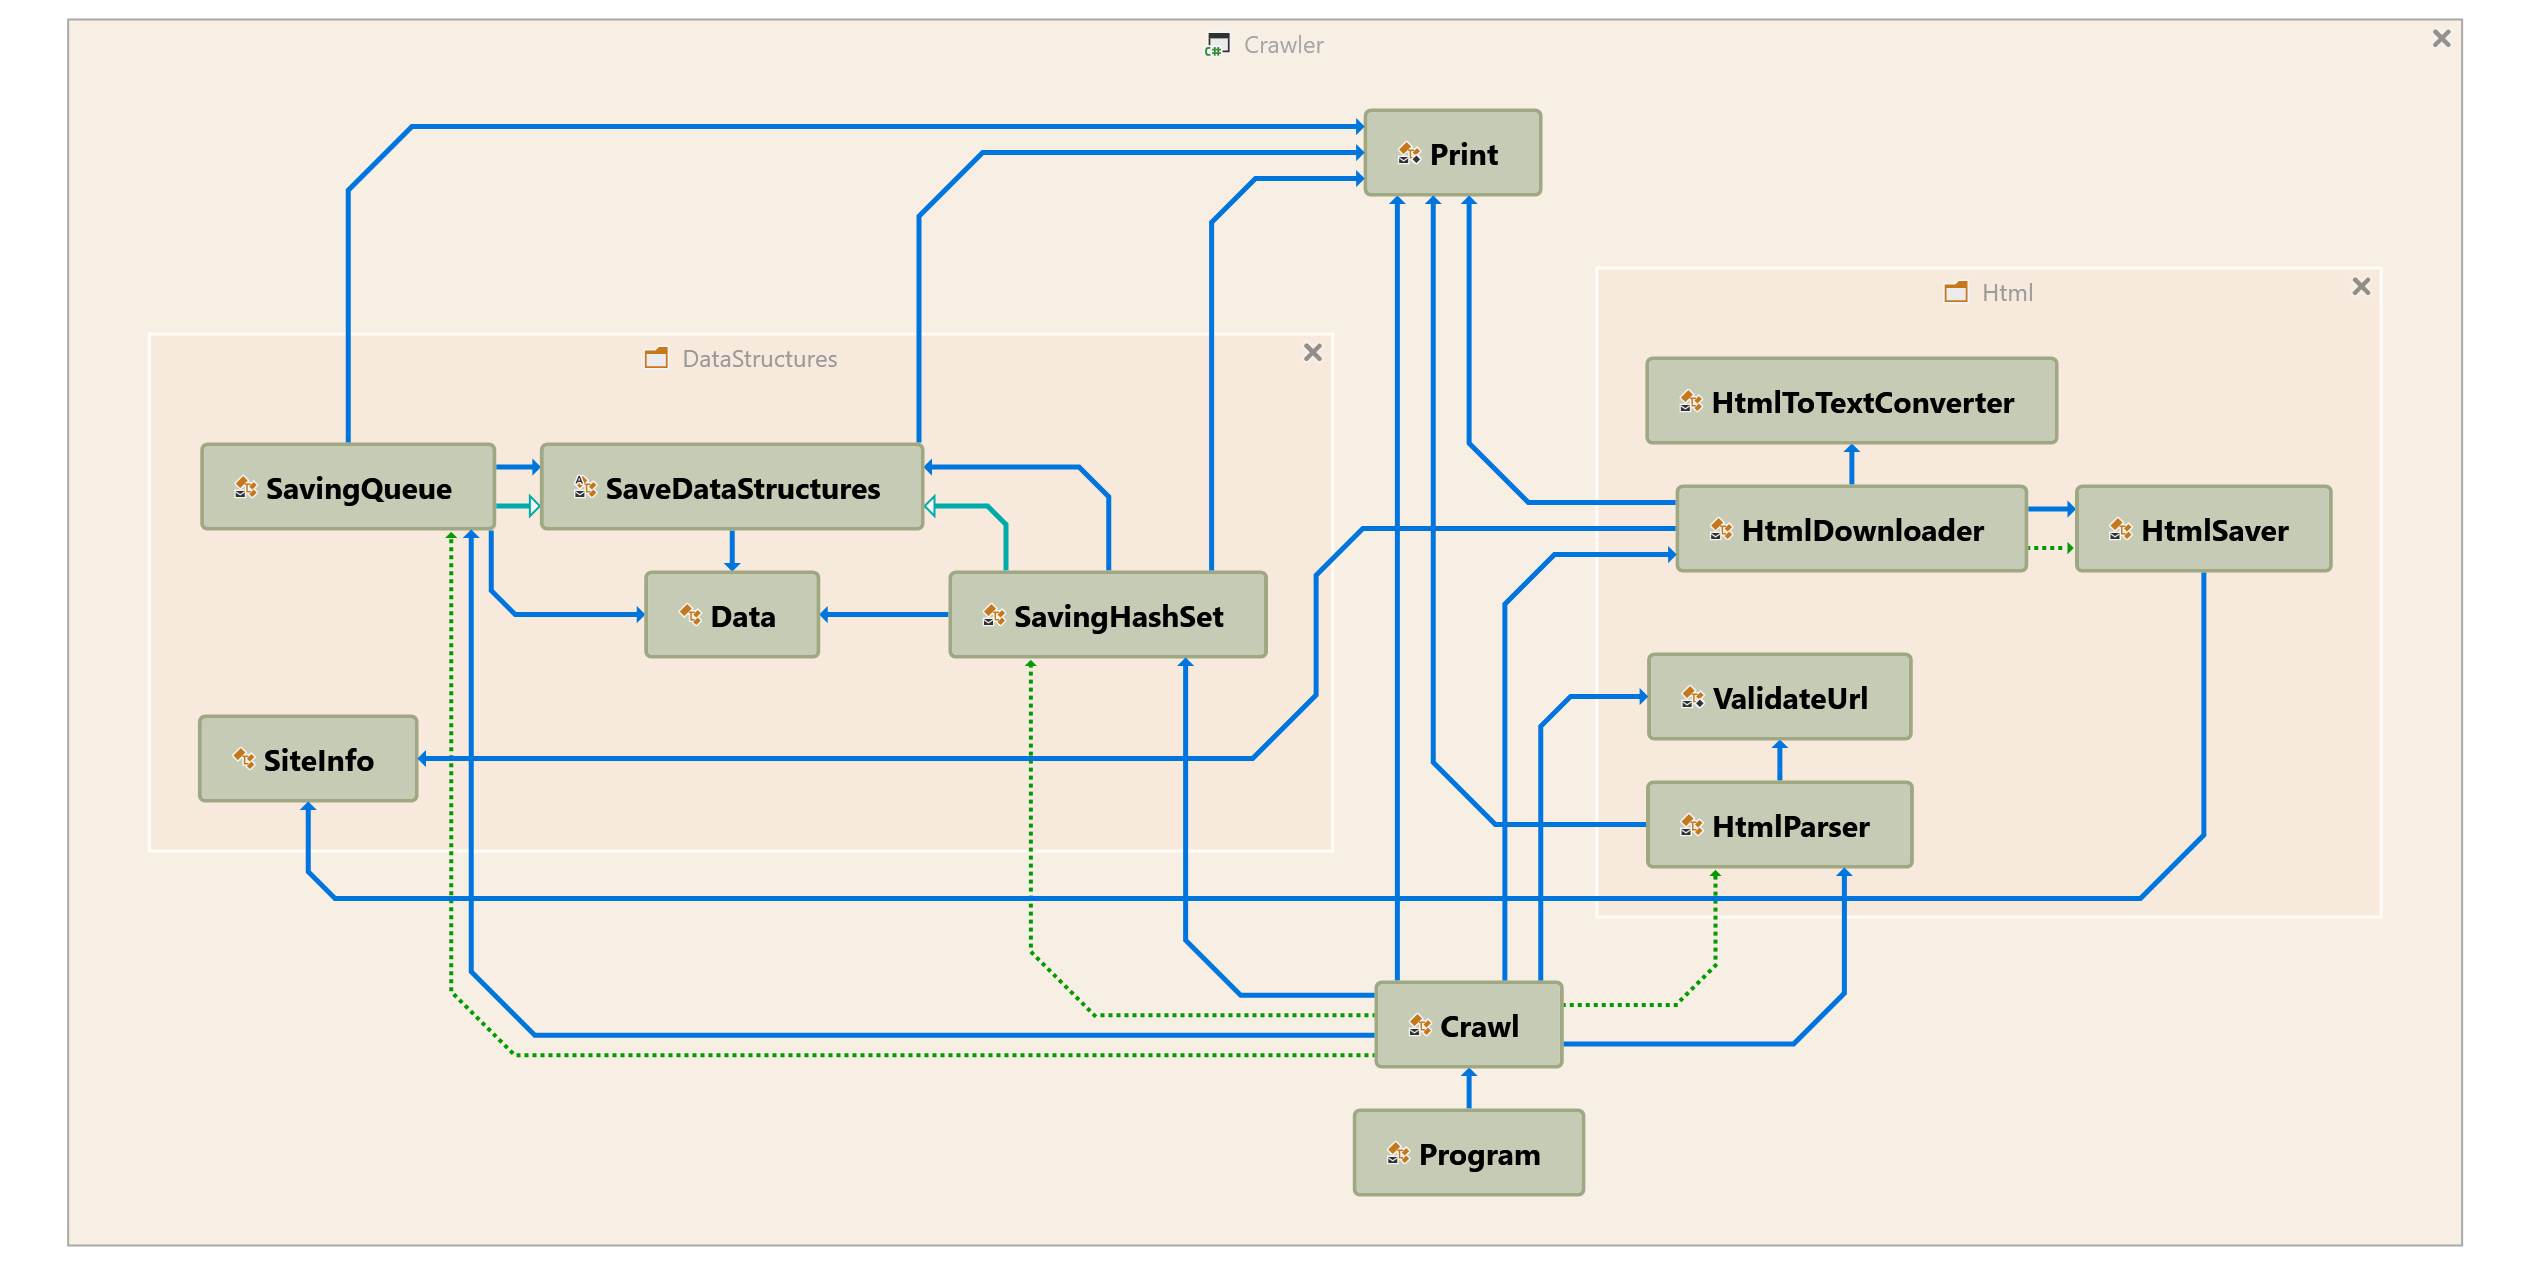 C# Crawler
Print
Html
DataStructures
HtmlToTextConverter
SavingQueue
SaveDataStructures
HtmlDownloader
HtmlSaver
Data
SavingHashSet
ValidateUrl
SiteInfo
HtmlParser
Crawl
Program